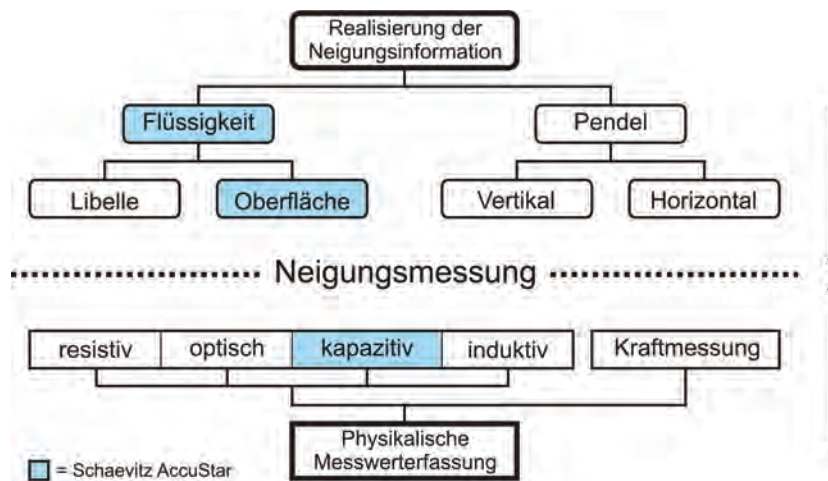 Realisierung der
Neigungsinformation
Flüssigkeit
Pendel
Libelle
Oberfläche
Vertikal
Horizontal
Neigungsmessung
resistiv
optisch
kapazitiv
induktiv
Kraftmessung
Physikalische
Messwerterfassung
= Schaevitz AccuStar